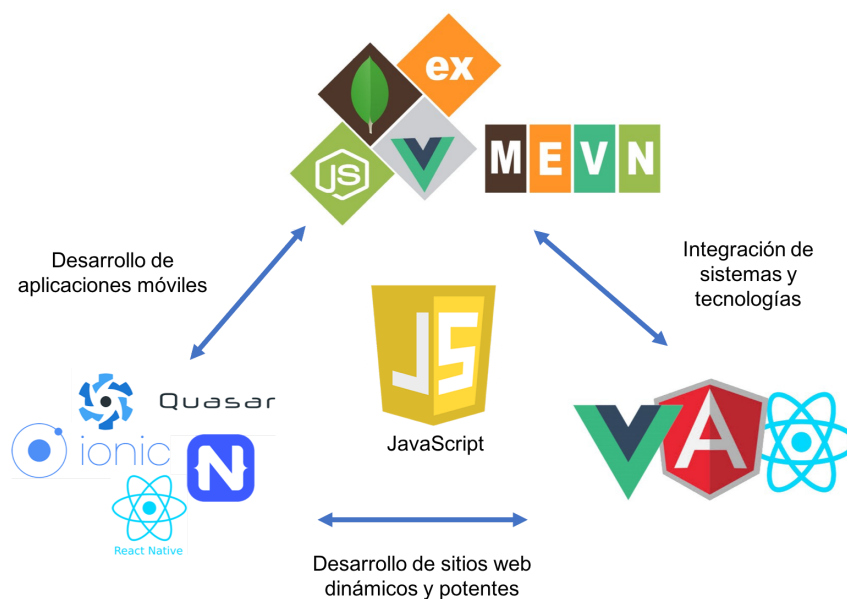 ex
JS
MEVN
Desarrollo de
aplicaciones móviles
Integración de
sistemas y
tecnologías
JS
JavaScript
Quasar
ionic
N
React Native
A
Desarrollo de sitios web
dinámicos y potentes